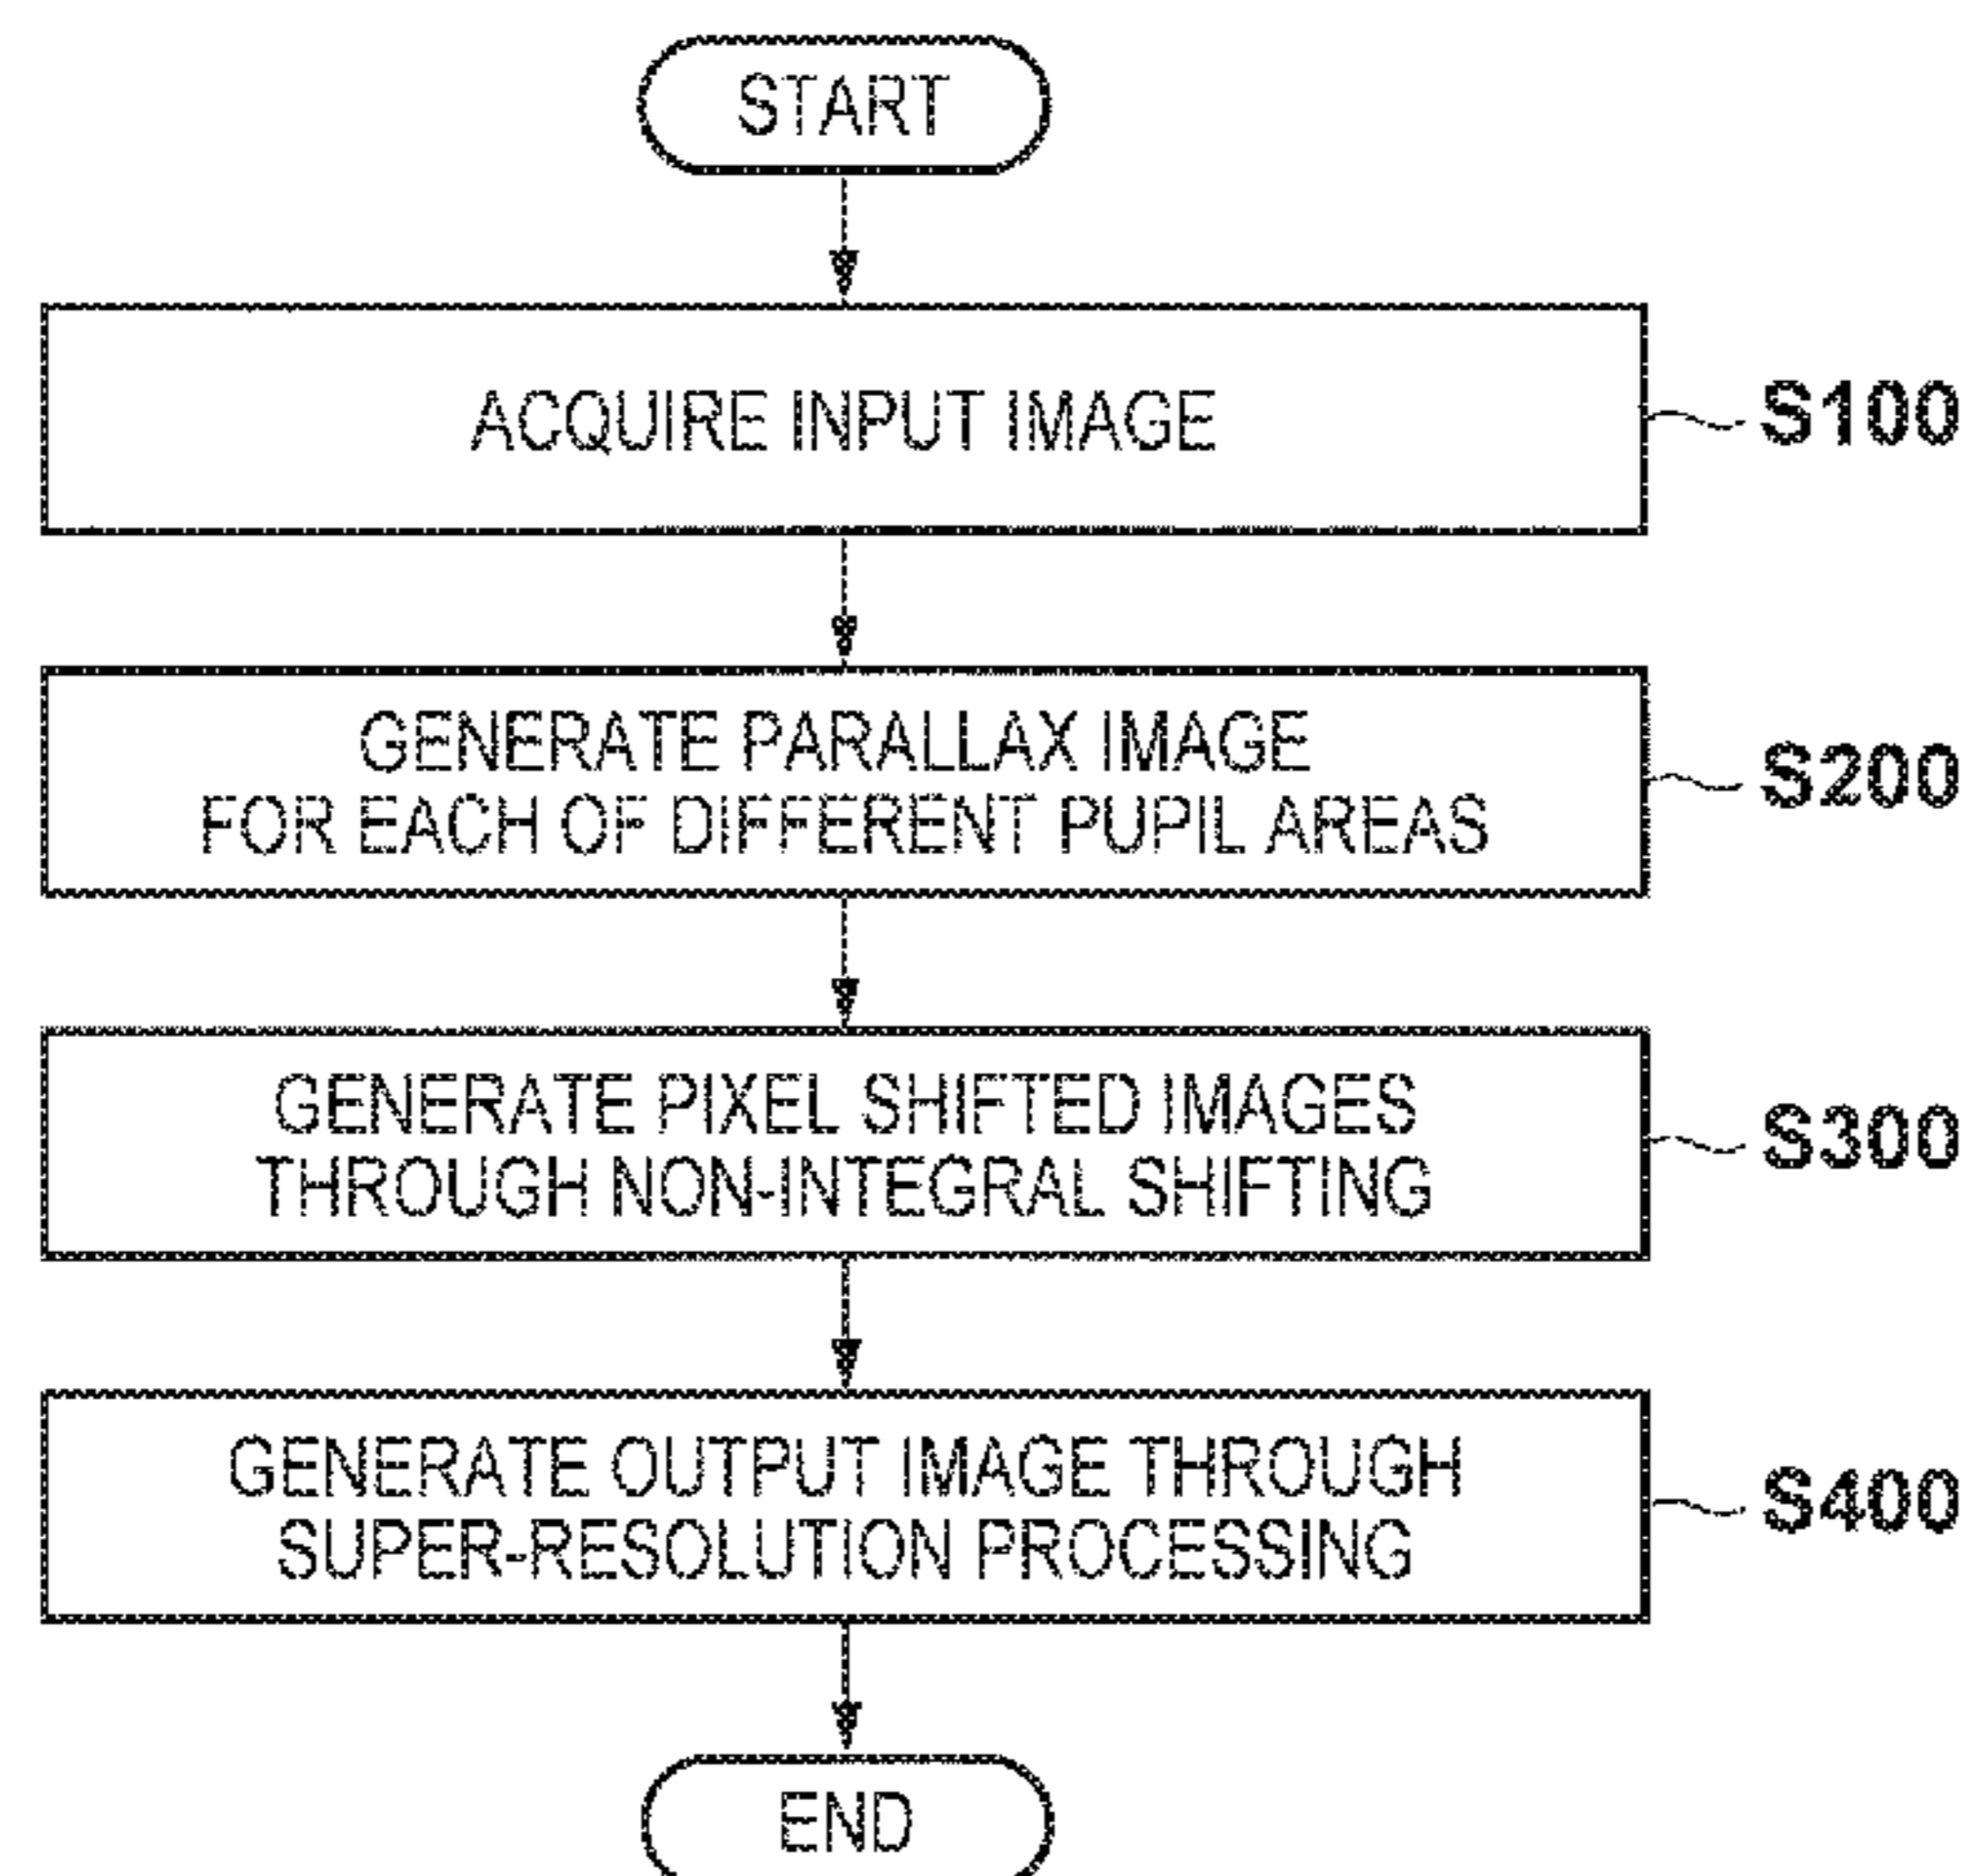 START
ACQUIRE INPUT IMAGE
S100
GENERATE PARALLAX IMAGE
FOR EACH OF DIFFERENT PUPIL AREAS
S200
GENERATE PIXEL SHIFTED IMAGES
THROUGH NON-INTEGRAL SHIFTING
S300
GENERATE OUTPUT IMAGE THROUGH
SUPER-RESOLUTION PROCESSING
S400
END